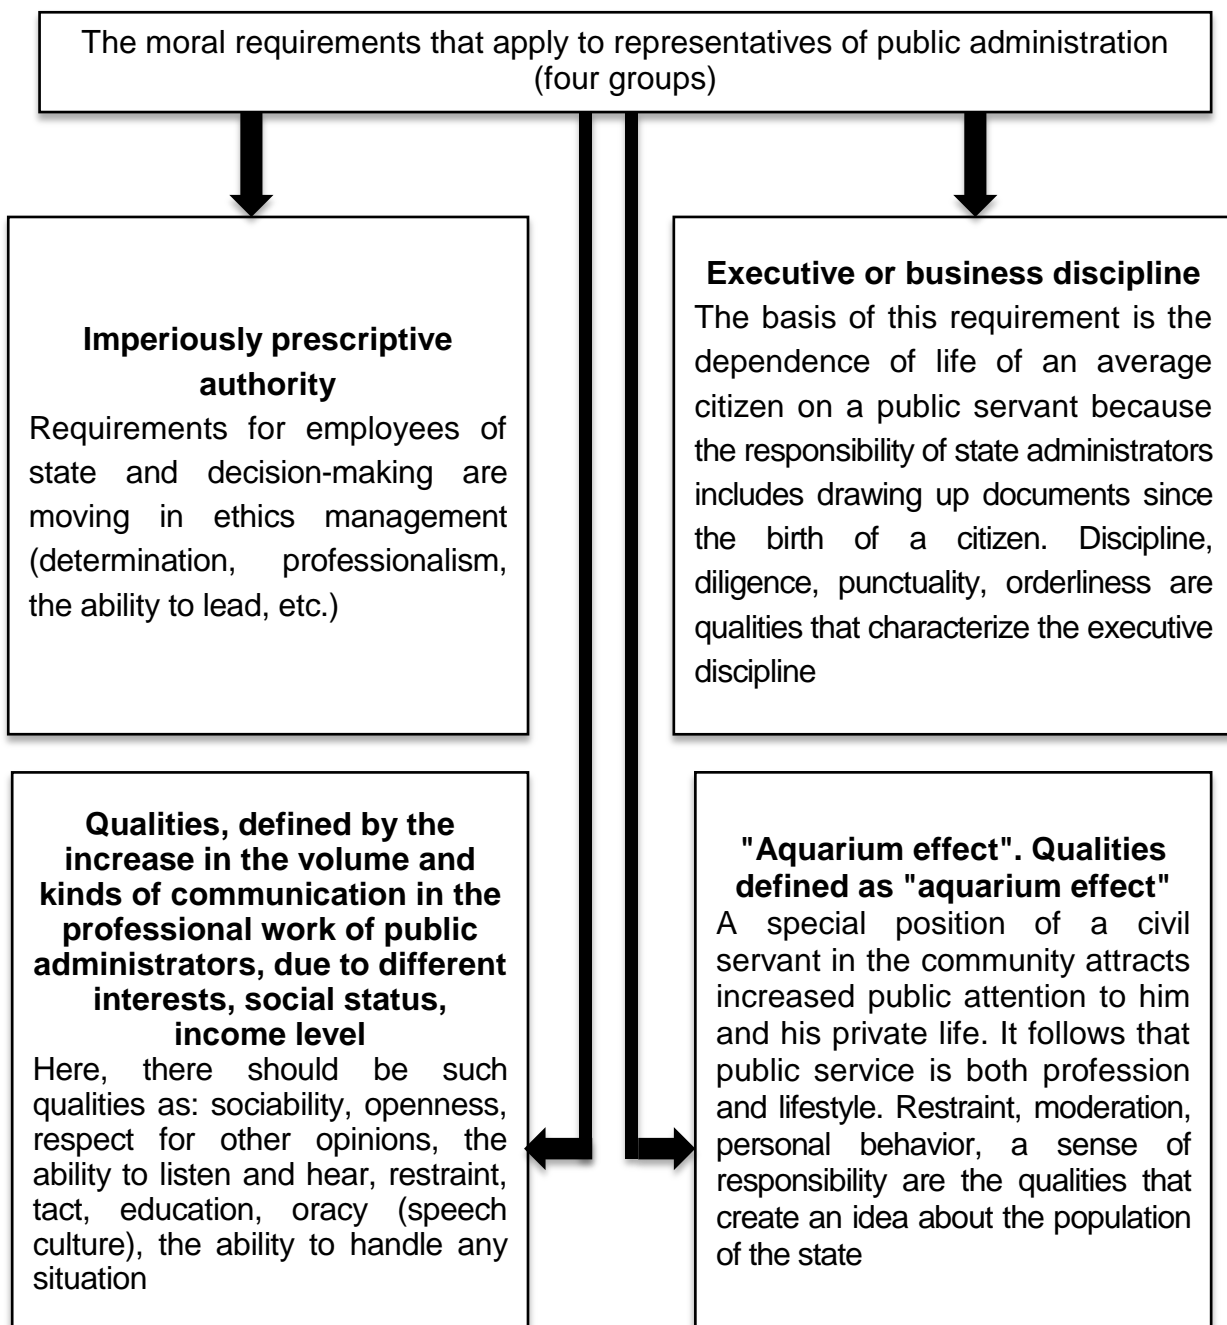 The moral requirements that apply to representatives of public administration
(four groups)
Imperiously prescriptive
authority
Requirements for employees of
state and decision-making are
moving in ethics management
(determination, professionalism,
the ability to lead, etc.)
Executive or business discipline
The basis of this requirement is the
dependence of life of an average
citizen on a public servant because
the responsibility of state administrators
includes drawing up documents since
the birth of a citizen. Discipline,
diligence, punctuality, orderliness are
qualities that characterize the executive
discipline
Qualities, defined by the
increase in the volume and
kinds of communication in the
professional work of public
administrators, due to different
interests, social status,
income level
Here, there should be such
qualities as: sociability, openness,
respect for other opinions, the
ability to listen and hear, restraint,
tact, education, oracy (speech
culture), the ability to handle any
situation
"Aquarium effect". Qualities
defined as "aquarium effect"
A special position of a civil
servant in the community attracts
increased public attention to him
and his private life. It follows that
public service is both profession
and lifestyle. Restraint, moderation,
personal behavior, a sense of
responsibility are the qualities that
create an idea about the population
of the state